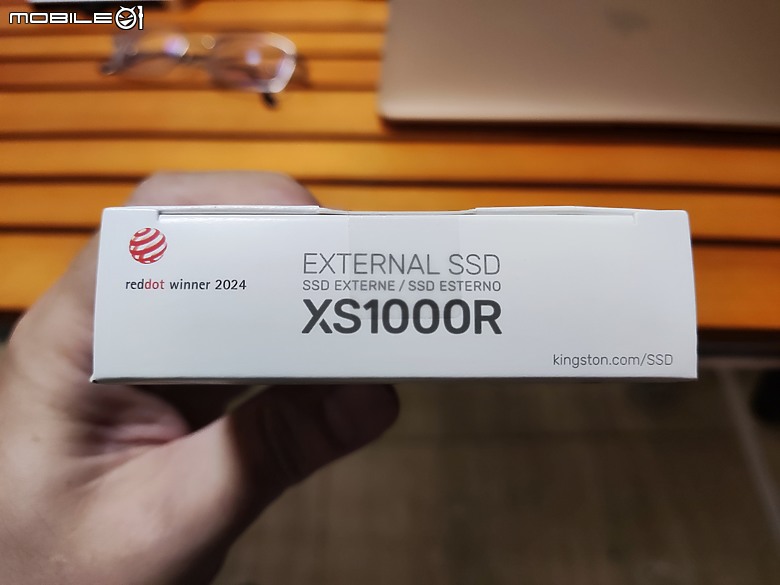 MOBILE01
reddot winner 2024
EXTERNAL SSD
SSD EXTERNE / SSD ESTERNO
XS1000R
kingston.com/SSD